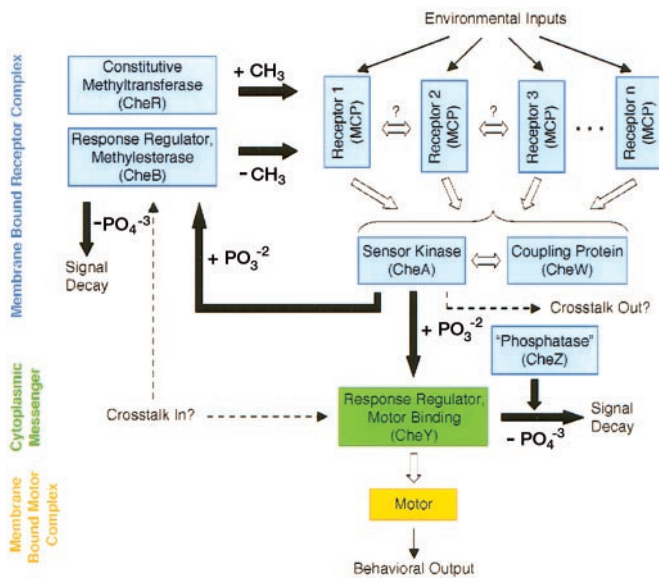 Environmental Inputs
Constitutive
Methyltransferase
(CheR)
+ CH3
Receptor 1
(MCP)
?
Receptor 2
(MCP)
?
Receptor 3
(MCP)
• • •
Receptor n
(MCP)
Response Regulator,
Methylesterase
(CheB)
– CH3
–PO4-3
Signal
Decay
+ PO3-2
Sensor Kinase
(CheA)
Coupling Protein
(CheW)
Crosstalk Out?
+ PO3-2
"Phosphatase"
(CheZ)
Crosstalk In?
Response Regulator,
Motor Binding
(CheY)
– PO4-3
Signal
Decay
Motor
Behavioral Output
Membrane Bound Receptor Complex
Cytoplasmic
Messenger
Membrane
Bound Motor
Complex